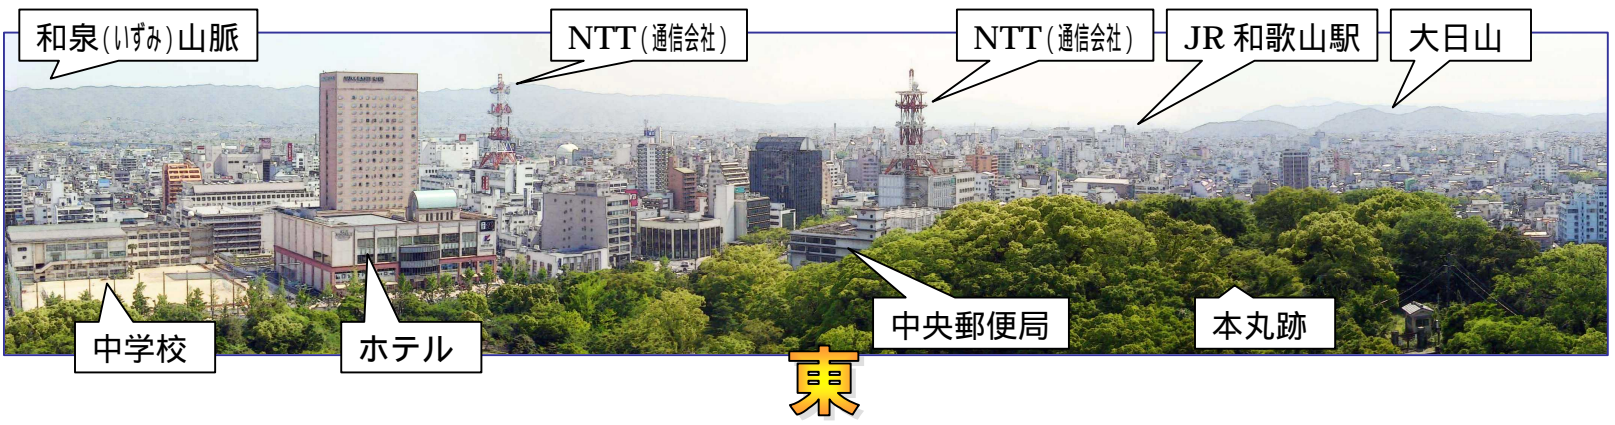 和泉(いずみ)山脈
NTT(通信会社)
NTT(通信会社)
JR 和歌山駅
大日山
中学校
ホテル
中央郵便局
本丸跡
東